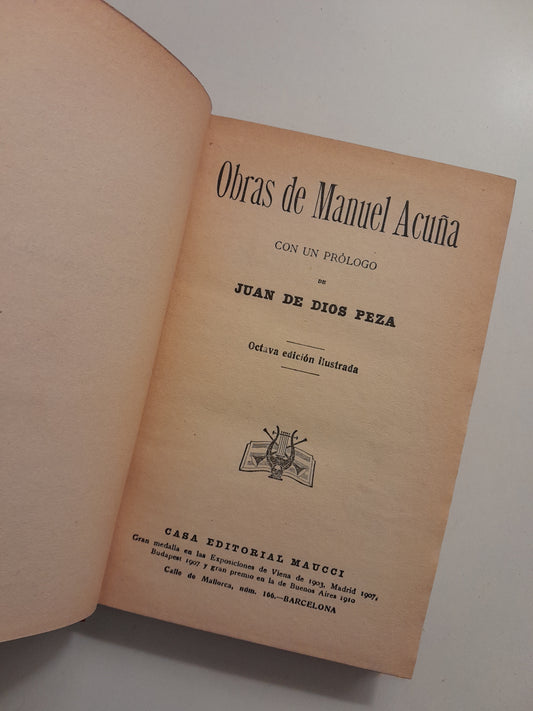 Obras de Manuel Acuña
CON UN PRÓLOGO
DE
JUAN DE DIOS PEZA
Octava edición ilustrada
CASA EDITORIAL MAUCCI
Gran medalla en las Exposiciones de Viena de 1903, Madrid 1907,
Budapest 1907 y gran premio en la de Buenos Aires 1910
Calle de Mallorca, núm. 166.—BARCELONA